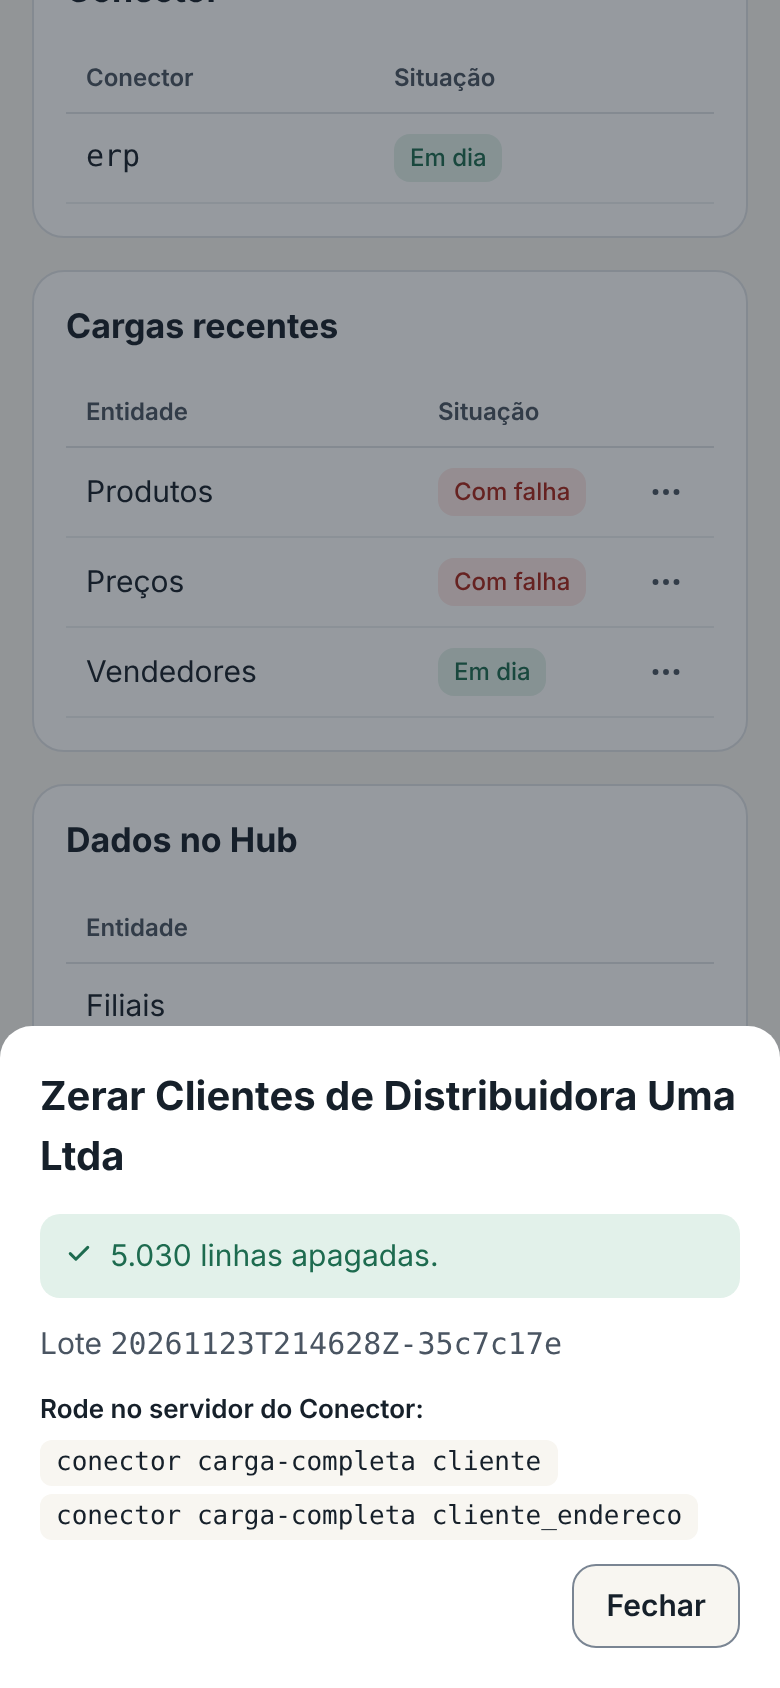 Conector
Conector Situação
erp Em dia
Cargas recentes
Entidade Situação
Produtos Com falha
Preços Com falha
Vendedores Em dia
Dados no Hub
Entidade
Filiais
Zerar Clientes de Distribuidora Uma
Ltda
5.030 linhas apagadas.
Lote 20261123T214628Z-35c7c17e
Rode no servidor do Conector:
conector carga-completa cliente
conector carga-completa cliente_endereco
Fechar